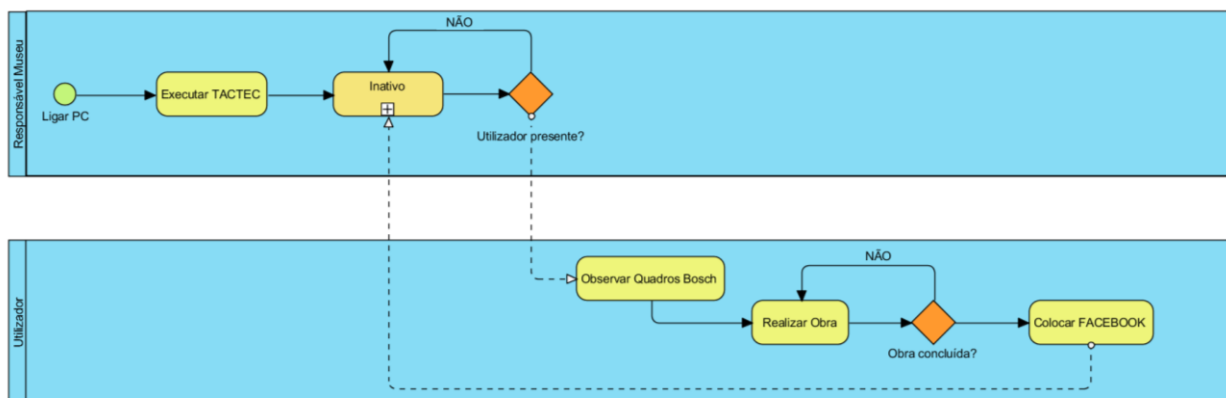 Responsável Museu
NÃO
Ligar PC
Executar TACTEC
Inativo
Utilizador presente?
Utilizador
Observar Quadros Bosch
NÃO
Realizar Obra
Obra concluída?
Colocar FACEBOOK